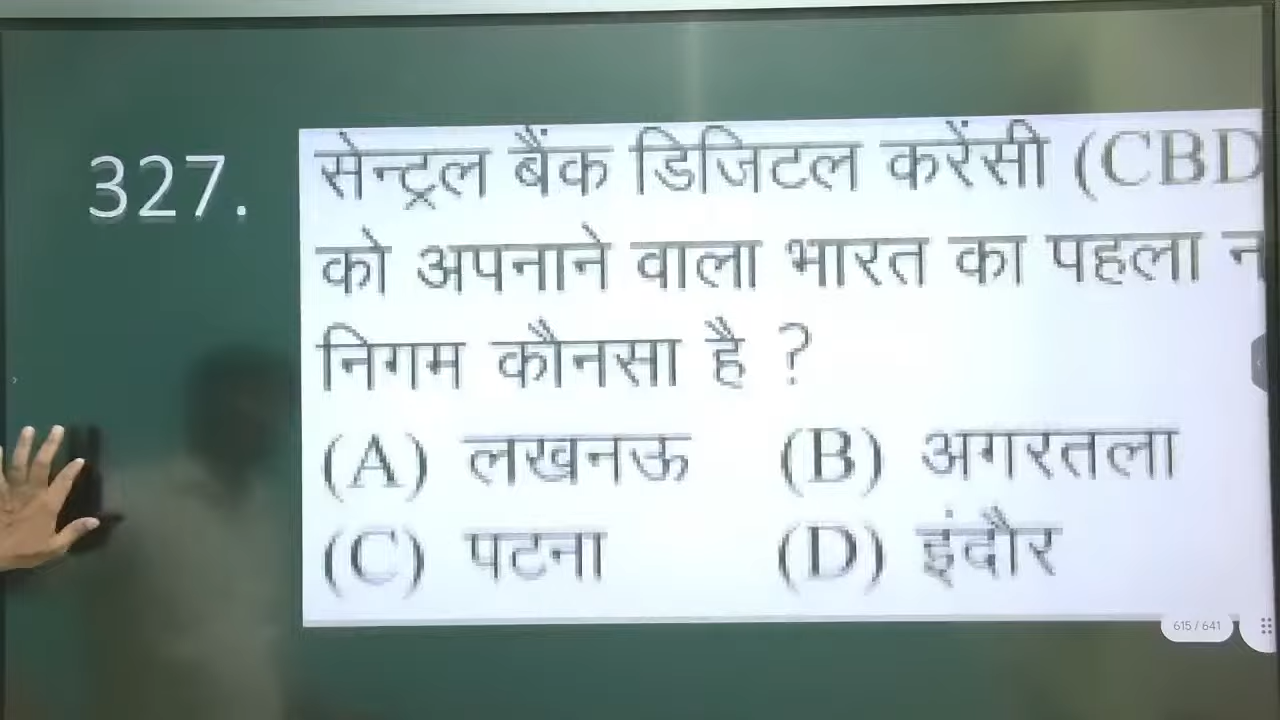 327.
सेन्ट्रल बैंक डिजिटल करेंसी (CBD
को अपनाने वाला भारत का पहला न
निगम कौनसा है ?
(A) लखनऊ (B) अगरतला
(C) पटना (D) इंदौर
615 / 641